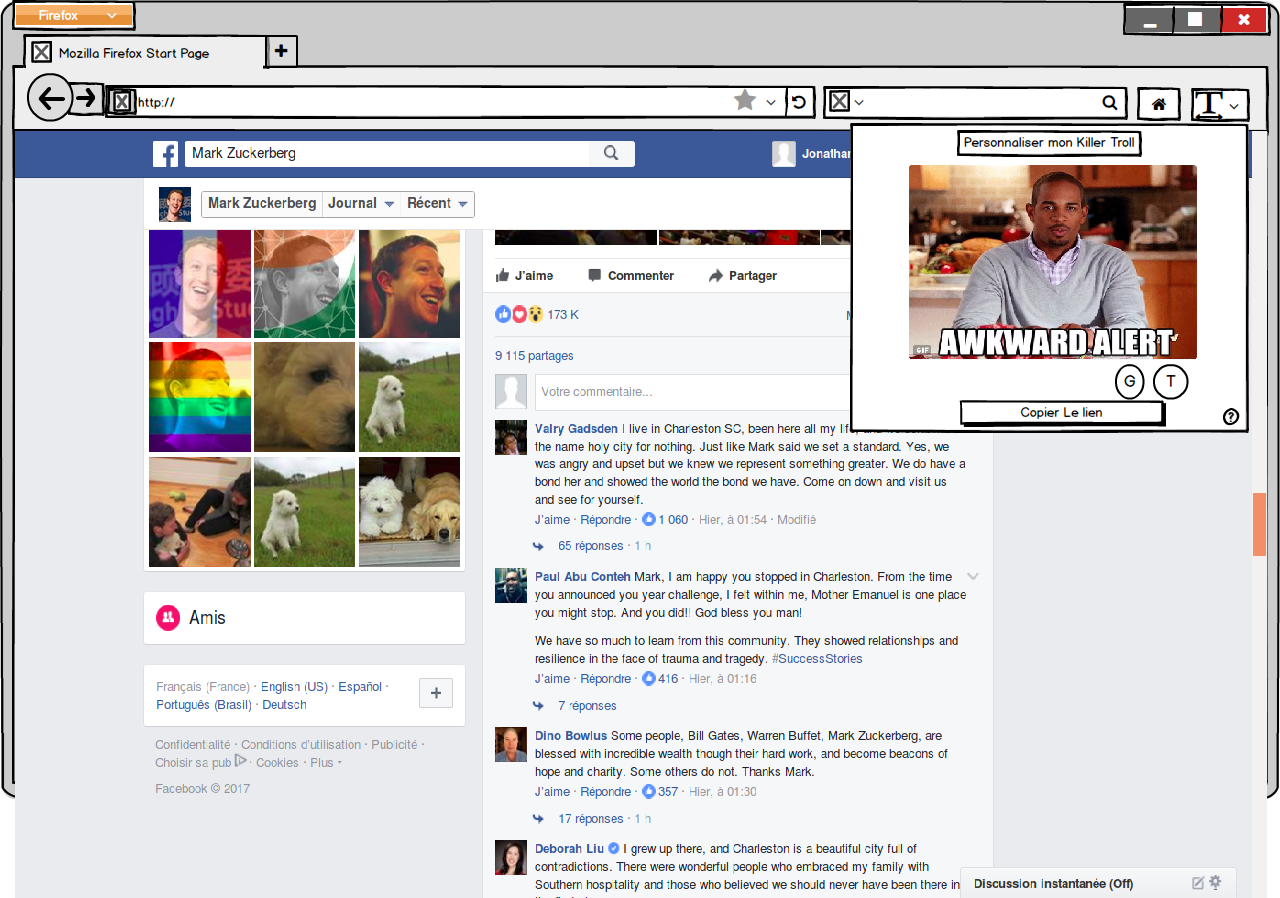 Firefox
Mozilla Firefox Start Page
http://
Personnaliser mon Killer Troll
Mark Zuckerberg
Jonathan
Mark Zuckerberg Journal Récent
AWKWARD ALERT
GIF
G T
Copier Le lien
?
J'aime Commenter Partager
173 K
9 115 partages
Votre commentaire...
Valry Gadsden I live in Charleston SC, been here all my life,
the name holy city for nothing. Just like Mark said we set a standard. Yes, we
was angry and upset but we knew we represent something greater. We do have a
bond her and showed the world the bond we have. Come on down and visit us
and see for yourself.
J'aime · Répondre · 1 060 · Hier, à 01:54 · Modifié
65 réponses · 1 h
Paul Abu Conteh Mark, I am happy you stopped in Charleston. From the time
you announced you year challenge, I felt within me, Mother Emanuel is one place
you might stop. And you did!! God bless you man!
We have so much to learn from this community. They showed relationships and
resilience in the face of trauma and tragedy. #SuccessStories
J'aime · Répondre · 416 · Hier, à 01:16
7 réponses
Dino Bowlus Some people, Bill Gates, Warren Buffet, Mark Zuckerberg, are
blessed with incredible wealth though their hard work, and become beacons of
hope and charity. Some others do not. Thanks Mark.
J'aime · Répondre · 357 · Hier, à 01:30
17 réponses · 1 h
Deborah Liu I grew up there, and Charleston is a beautiful city full of
contradictions. There were wonderful people who embraced my family with
Southern hospitality and those who believed we should never have been there in
Amis
Français (France) · English (US) · Español ·
Português (Brasil) · Deutsch
Confidentialité · Conditions d'utilisation · Publicité ·
Choisir sa pub · Cookies · Plus
Facebook © 2017
Discussion instantanée (Off)